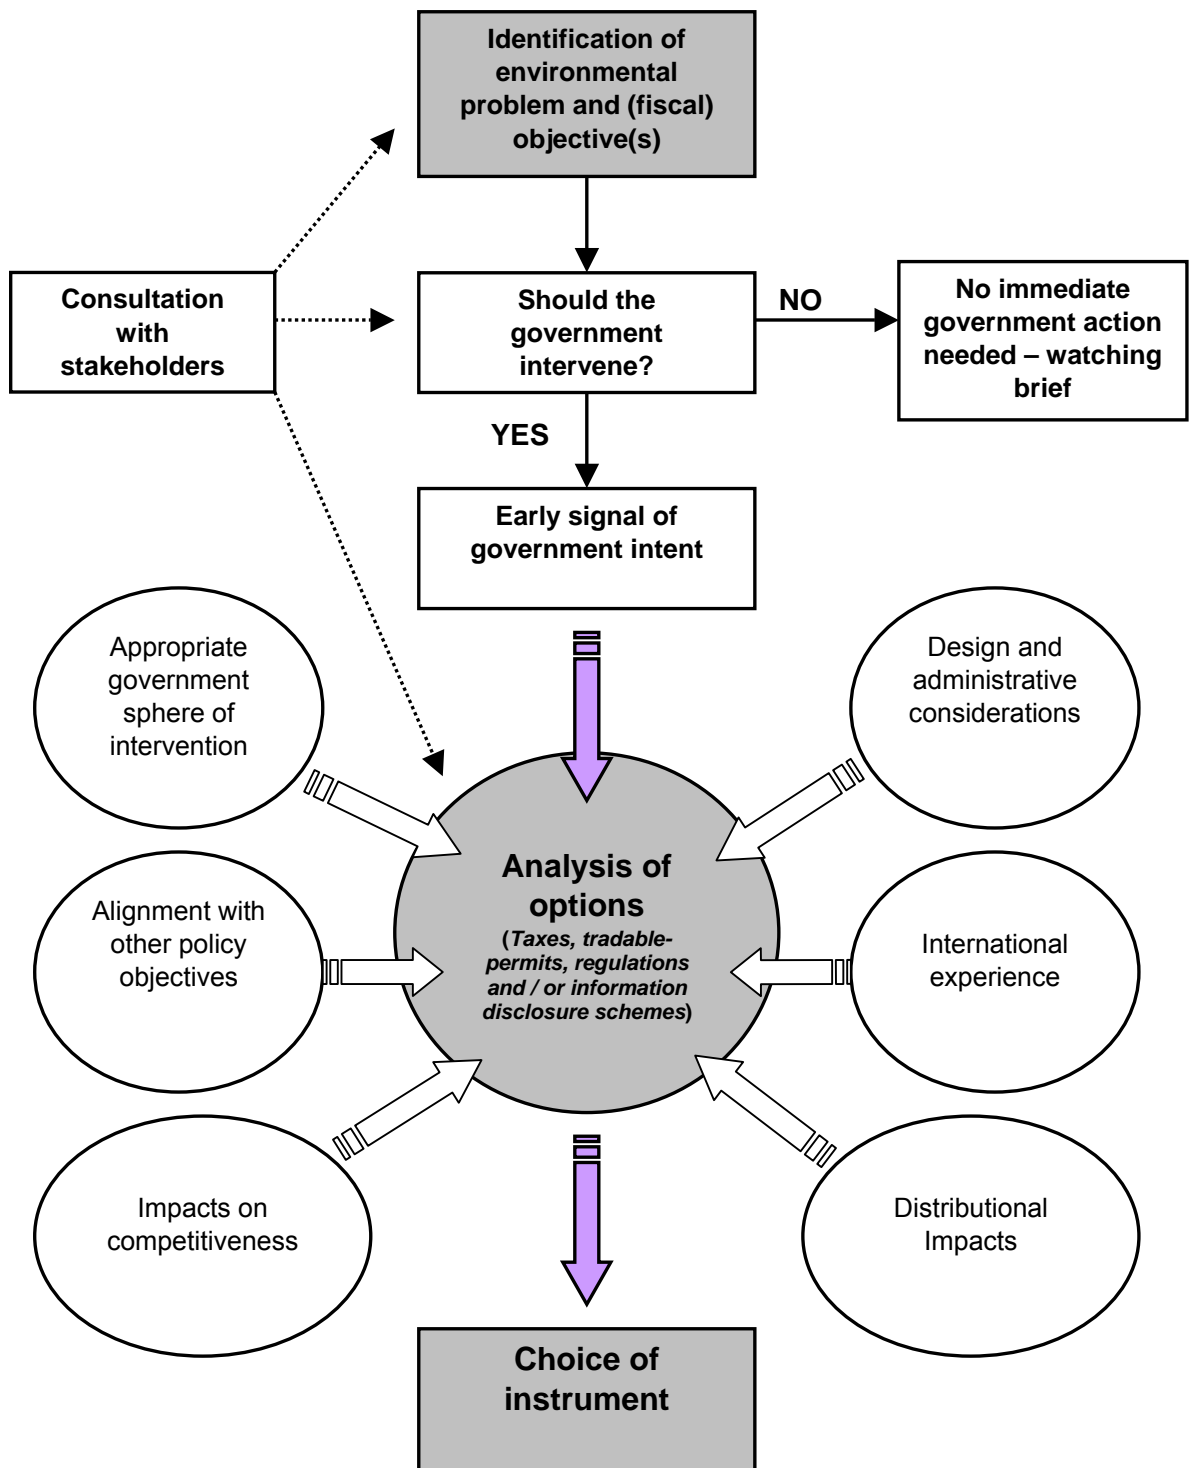 Identification of
environmental
problem and (fiscal)
objective(s)
Consultation
with
stakeholders
Should the
government
intervene?
NO
No immediate
government action
needed – watching
brief
YES
Early signal of
government intent
Appropriate
government
sphere of
intervention
Design and
administrative
considerations
Analysis of
options
(Taxes, tradable-
permits, regulations
and / or information
disclosure schemes)
Alignment with
other policy
objectives
International
experience
Impacts on
competitiveness
Distributional
Impacts
Choice of
instrument